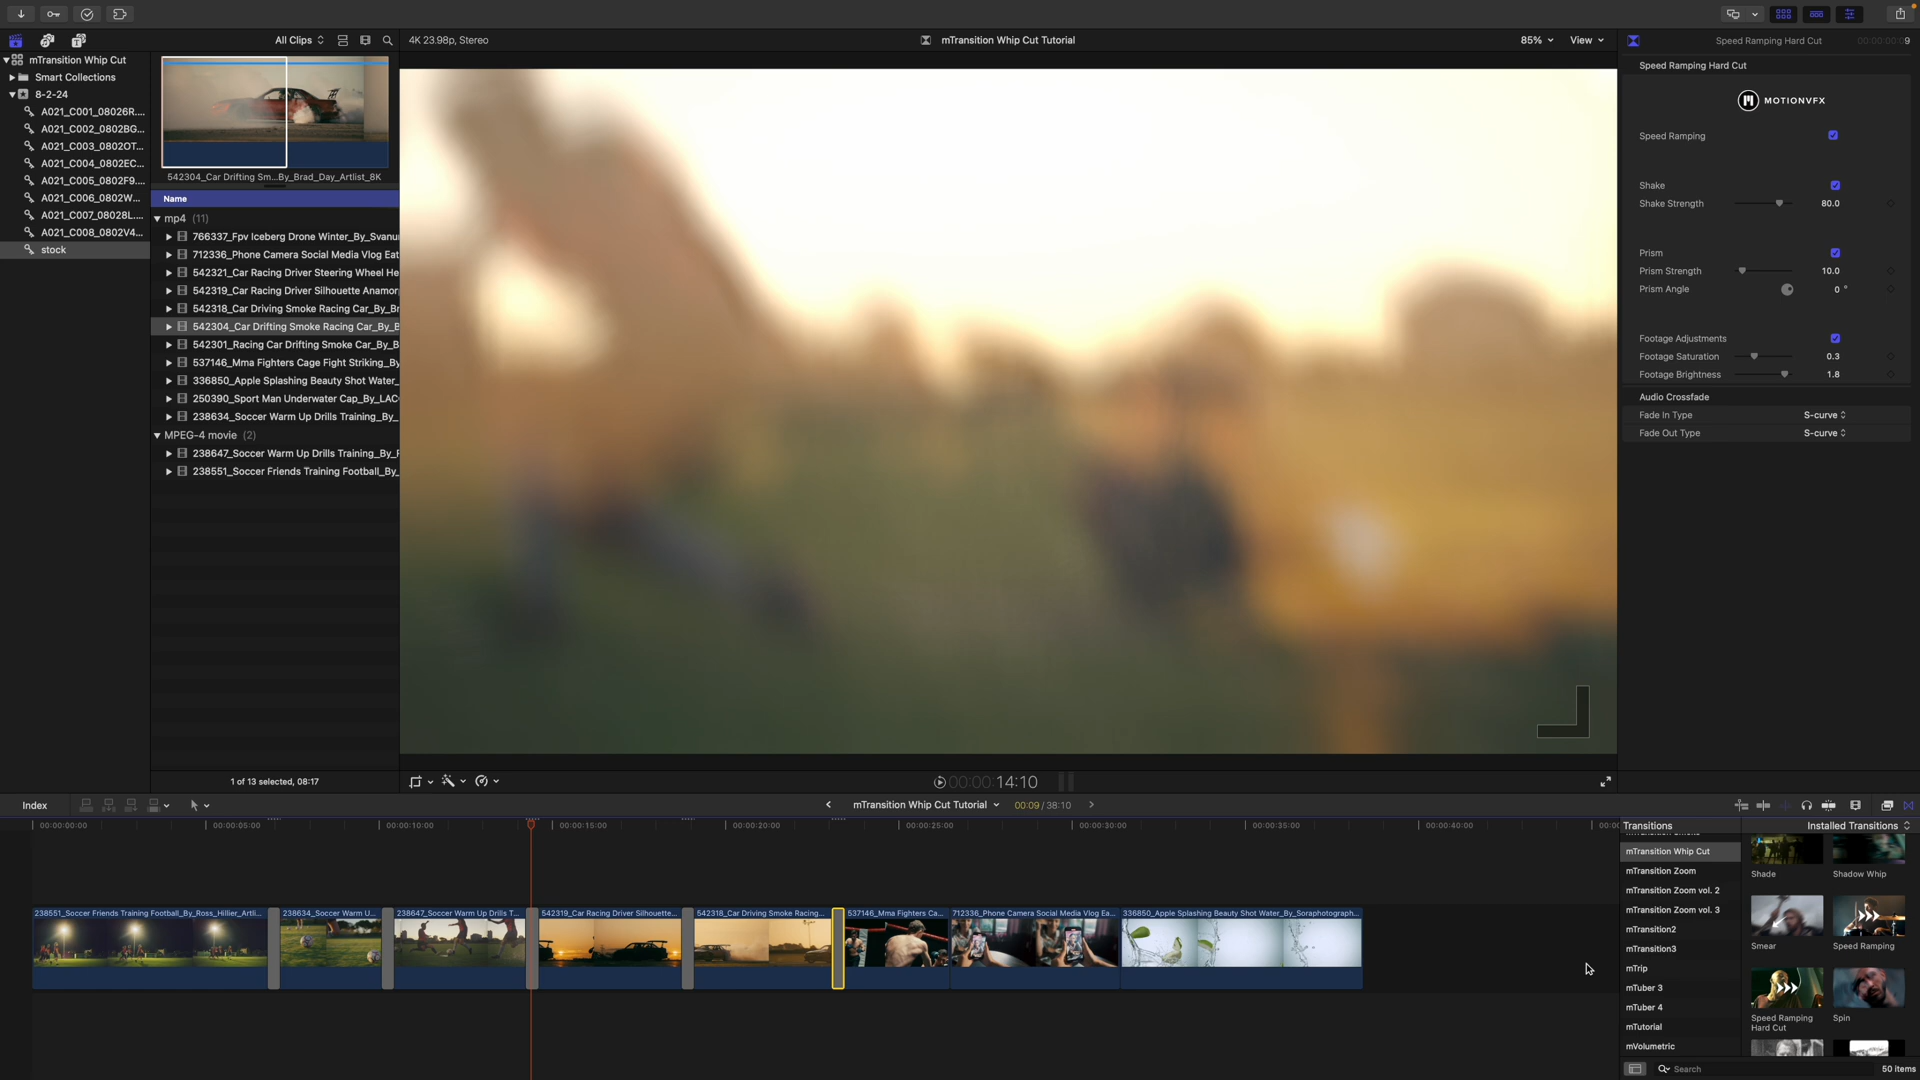 All Clips
4K 23.98p, Stereo
mTransition Whip Cut Tutorial
85%
View
Speed Ramping Hard Cut
00:00:00:09
mTransition Whip Cut
Smart Collections
8-2-24
A021_C001_08026R....
A021_C002_0802BG...
A021_C003_0802OT...
A021_C004_0802EC...
A021_C005_0802F9....
A021_C006_0802W...
A021_C007_08028L....
A021_C008_0802V4...
stock
542304_Car Drifting Sm...By_Brad_Day_Artlist_8K
Name
mp4 (11)
766337_Fpv Iceberg Drone Winter_By_Svanu
712336_Phone Camera Social Media Vlog Eat
542321_Car Racing Driver Steering Wheel He
542319_Car Racing Driver Silhouette Anamor
542318_Car Driving Smoke Racing Car_By_Br
542304_Car Drifting Smoke Racing Car_By_B
542301_Racing Car Drifting Smoke Car_By_B
537146_Mma Fighters Cage Fight Striking_By
336850_Apple Splashing Beauty Shot Water_
250390_Sport Man Underwater Cap_By_LAC
238634_Soccer Warm Up Drills Training_By_
MPEG-4 movie (2)
238647_Soccer Warm Up Drills Training_By_F
238551_Soccer Friends Training Football_By_
1 of 13 selected, 08:17
Speed Ramping Hard Cut
MOTIONVFX
Speed Ramping
Shake
Shake Strength 80.0
Prism
Prism Strength 10.0
Prism Angle 0 °
Footage Adjustments
Footage Saturation 0.3
Footage Brightness 1.8
Audio Crossfade
Fade In Type S-curve
Fade Out Type S-curve
00:00:00:14:10
Index
mTransition Whip Cut Tutorial
00:09 / 38:10
00:00:00:00
00:00:05:00
00:00:10:00
00:00:15:00
00:00:20:00
00:00:25:00
00:00:30:00
00:00:35:00
00:00:40:00
238551_Soccer Friends Training Football_By_Ross_Hillier_Artli...
238634_Soccer Warm U...
238647_Soccer Warm Up Drills T...
542319_Car Racing Driver Silhouette...
542318_Car Driving Smoke Racing...
537146_Mma Fighters Ca...
712336_Phone Camera Social Media Vlog Ea...
336850_Apple Splashing Beauty Shot Water_By_Soraphotograph...
Transitions
Installed Transitions
mTransition Whip Cut
mTransition Zoom
mTransition Zoom vol. 2
mTransition Zoom vol. 3
mTransition2
mTransition3
mTrip
mTuber 3
mTuber 4
mTutorial
mVolumetric
Shade
Shadow Whip
Smear
Speed Ramping
Speed Ramping
Hard Cut
Spin
Search
50 items